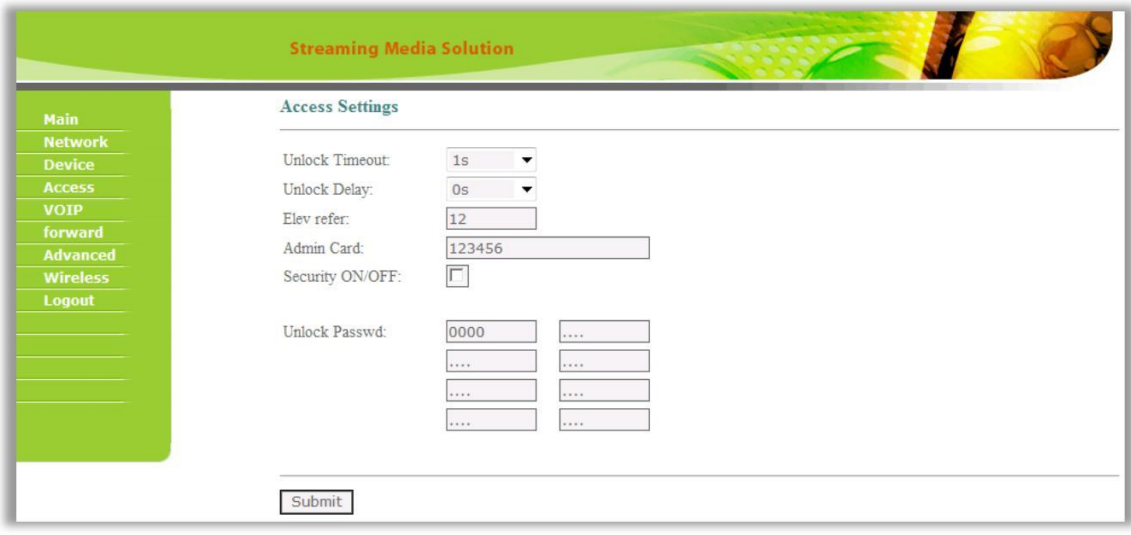 Streaming Media Solution
Main
Network
Device
Access
VOIP
forward
Advanced
Wireless
Logout
Access Settings
Unlock Timeout: 1s
Unlock Delay: 0s
Elev refer: 12
Admin Card: 123456
Security ON/OFF:
Unlock Passwd: 0000 ....
.... ....
.... ....
.... ....
Submit